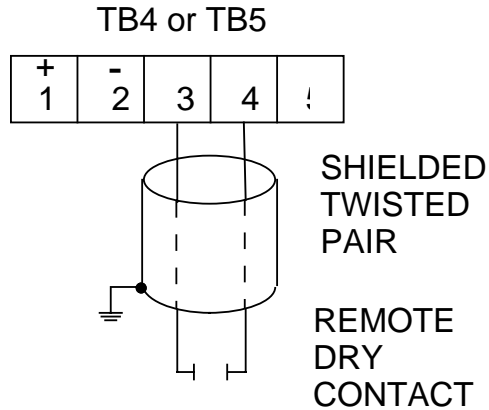 TB4 or TB5
+ -
1 2 3 4
SHIELDED
TWISTED
PAIR
REMOTE
DRY
CONTACT